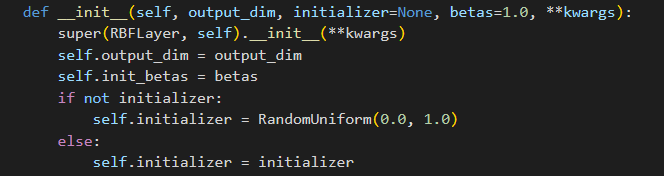 def __init__(self, output_dim, initializer=None, betas=1.0, **kwargs):
    super(RBFLayer, self).__init__(**kwargs)
    self.output_dim = output_dim
    self.init_betas = betas
    if not initializer:
        self.initializer = RandomUniform(0.0, 1.0)
    else:
        self.initializer = initializer